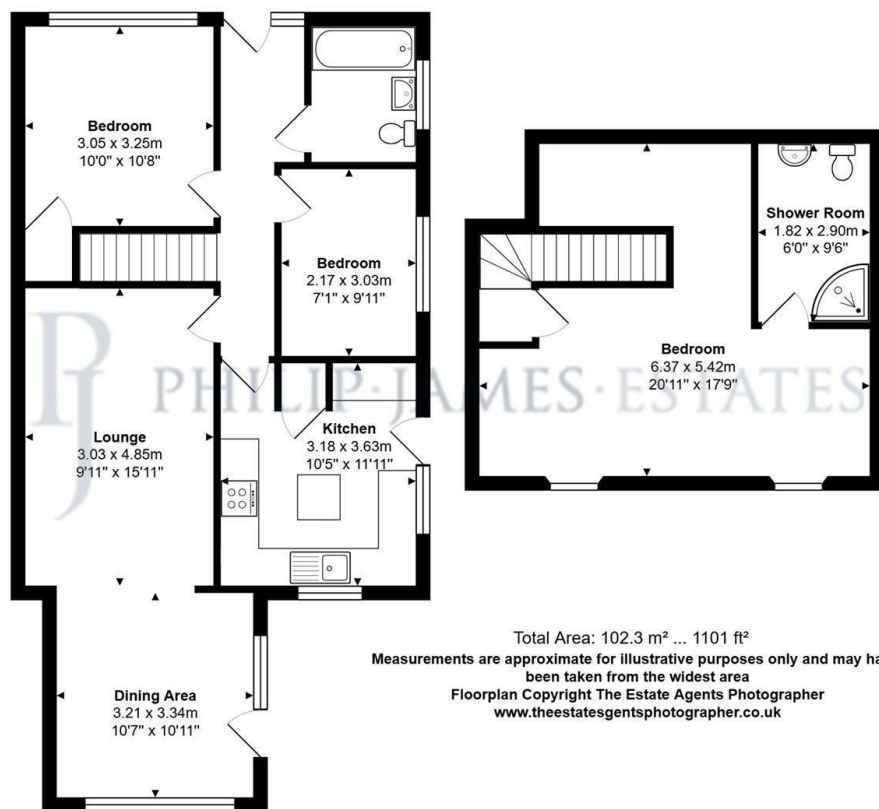 Bedroom
3.05 x 3.25m
10'0" x 10'8"
Bedroom
2.17 x 3.03m
7'1" x 9'11"
Shower Room
1.82 x 2.90m
6'0" x 9'6"
Bedroom
6.37 x 5.42m
20'11" x 17'9"
PJ PHILIP·JAMES·ESTATES
Lounge
3.03 x 4.85m
9'11" x 15'11"
Kitchen
3.18 x 3.63m
10'5" x 11'11"
Dining Area
3.21 x 3.34m
10'7" x 10'11"
Total Area: 102.3 m² ... 1101 ft²
Measurements are approximate for illustrative purposes only and may ha
been taken from the widest area
Floorplan Copyright The Estate Agents Photographer
www.theestatesgentsphotographer.co.uk